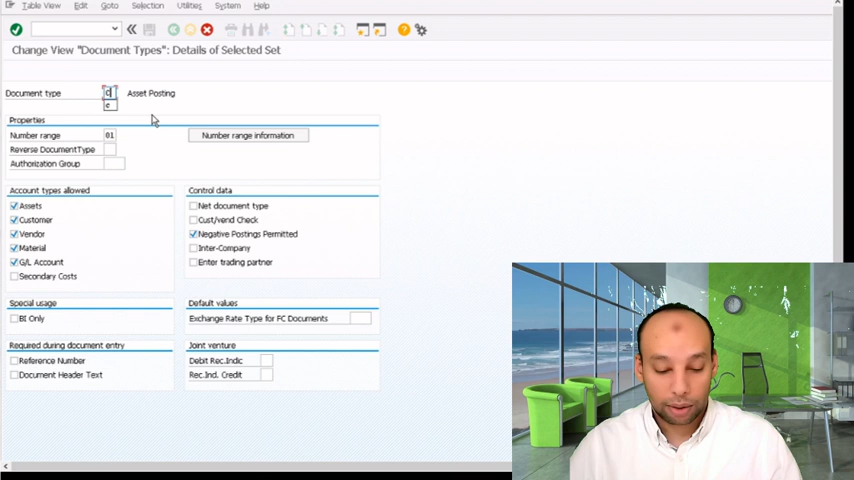 Table View Edit Goto Selection Utilities System Help
Change View "Document Types": Details of Selected Set
Document type Asset Posting
e
Properties
Number range 01 Number range information
Reverse DocumentType
Authorization Group
Account types allowed Control data
Assets Net document type
Customer Cust/vend Check
Vendor Negative Postings Permitted
Material Inter-Company
G/L Account Enter trading partner
Secondary Costs
Special usage Default values
BI Only Exchange Rate Type for FC Documents
Required during document entry Joint venture
Reference Number Debit Rec.Indic
Document Header Text Rec.Ind. Credit